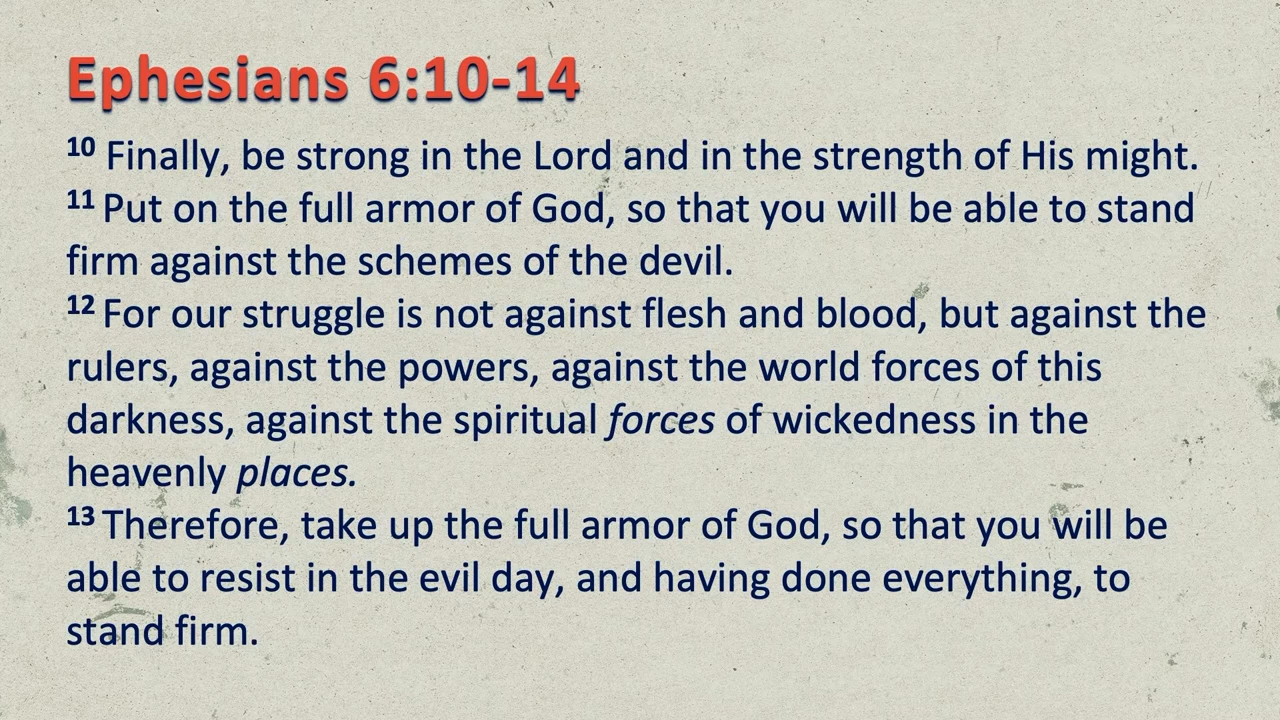 Ephesians 6:10-14
10 Finally, be strong in the Lord and in the strength of His might.
11 Put on the full armor of God, so that you will be able to stand
firm against the schemes of the devil.
12 For our struggle is not against flesh and blood, but against the
rulers, against the powers, against the world forces of this
darkness, against the spiritual forces of wickedness in the
heavenly places.
13 Therefore, take up the full armor of God, so that you will be
able to resist in the evil day, and having done everything, to
stand firm.